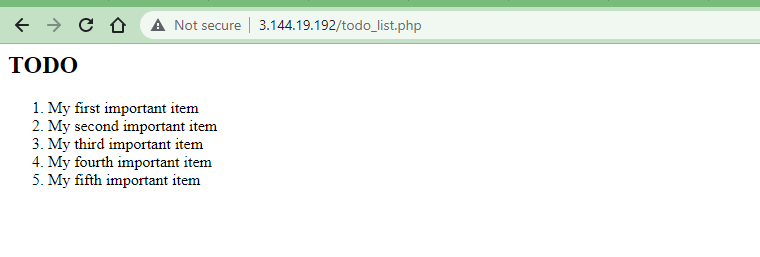 Not secure | 3.144.19.192/todo_list.php
TODO
1. My first important item
2. My second important item
3. My third important item
4. My fourth important item
5. My fifth important item